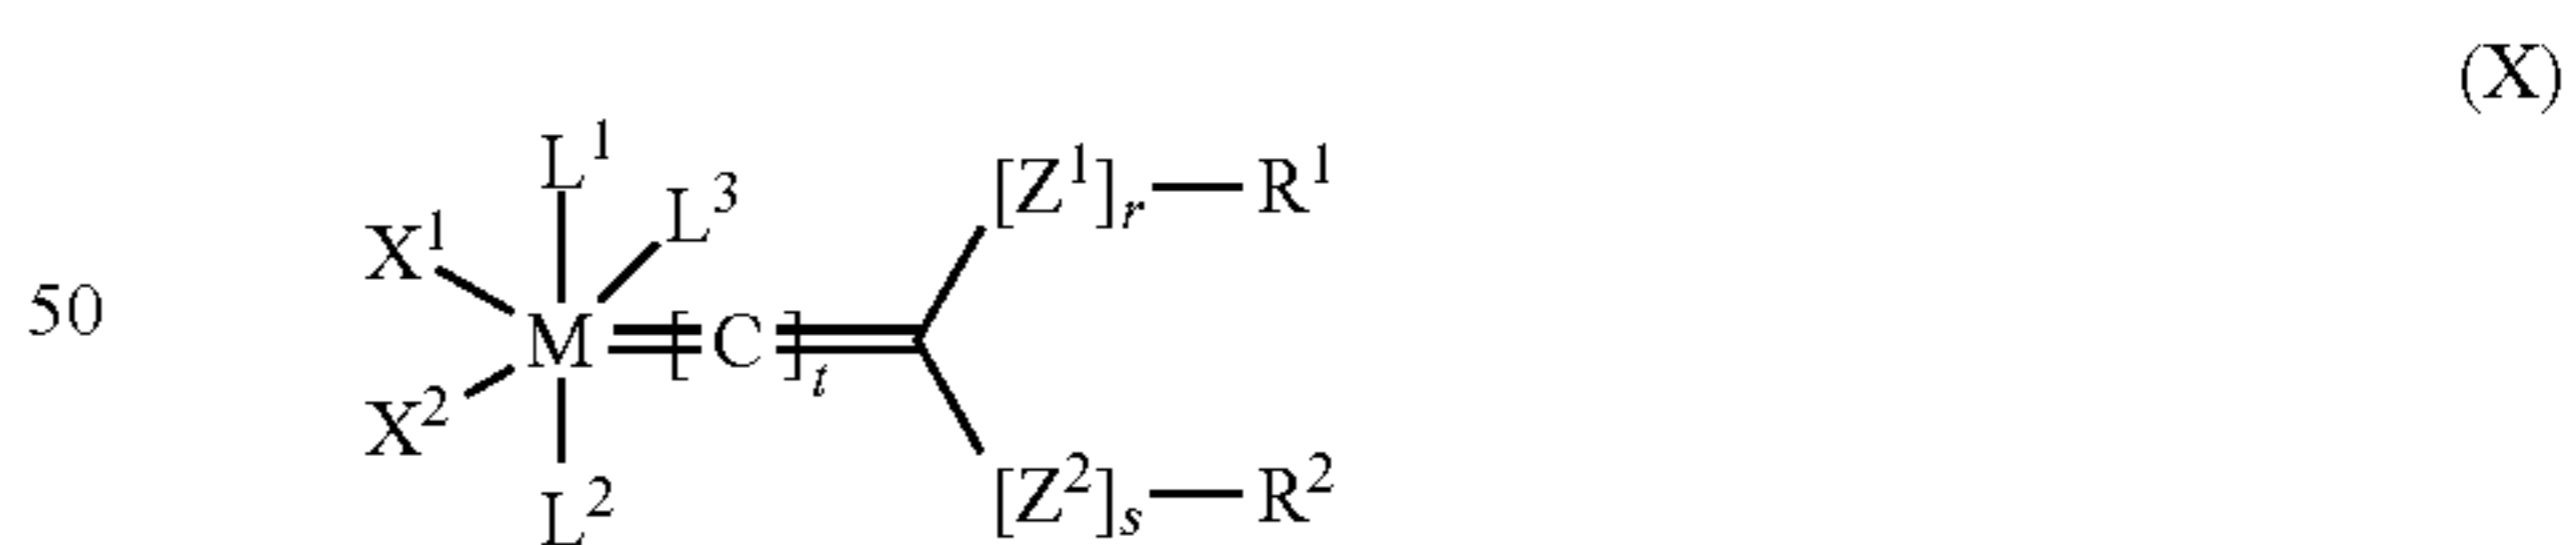 (X)
L¹
L³ [Z¹]ᵣ—R¹
X¹
50 M=[C]ₜ=
X²
L² [Z²]ₛ—R²